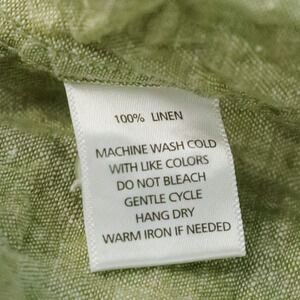 100% LINEN
MACHINE WASH COLD
WITH LIKE COLORS
DO NOT BLEACH
GENTLE CYCLE
HANG DRY
WARM IRON IF NEEDED